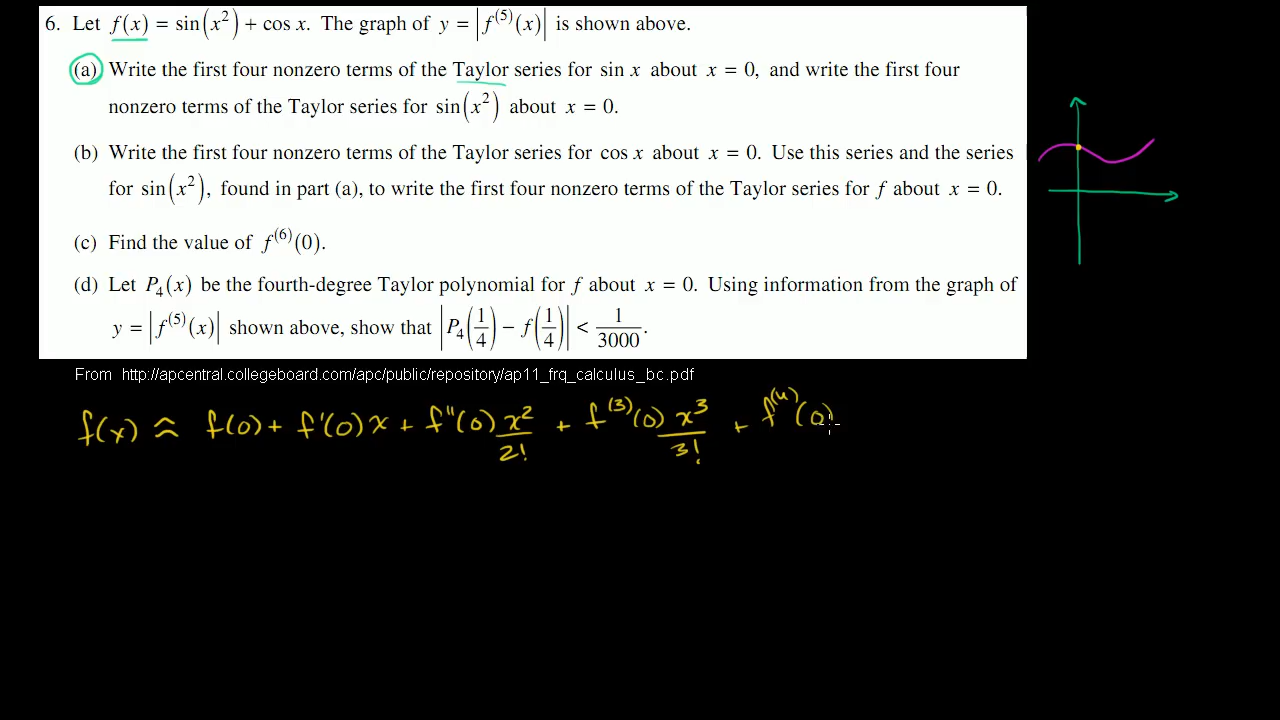 6. Let f(x) = sin(x²) + cos x. The graph of y = |f⁽⁵⁾(x)| is shown above.
(a) Write the first four nonzero terms of the Taylor series for sin x about x = 0, and write the first four
nonzero terms of the Taylor series for sin(x²) about x = 0.
(b) Write the first four nonzero terms of the Taylor series for cos x about x = 0. Use this series and the series
for sin(x²), found in part (a), to write the first four nonzero terms of the Taylor series for f about x = 0.
(c) Find the value of f⁽⁶⁾(0).
(d) Let P₄(x) be the fourth-degree Taylor polynomial for f about x = 0. Using information from the graph of
y = |f⁽⁵⁾(x)| shown above, show that |P₄(1/4) − f(1/4)| < 1/3000.
From http://apcentral.collegeboard.com/apc/public/repository/ap11_frq_calculus_bc.pdf
f(x) ≈ f(0) + f'(0)x + f''(0) x²/2! + f⁽³⁾(0) x³/3! + f⁽⁴⁾(0)